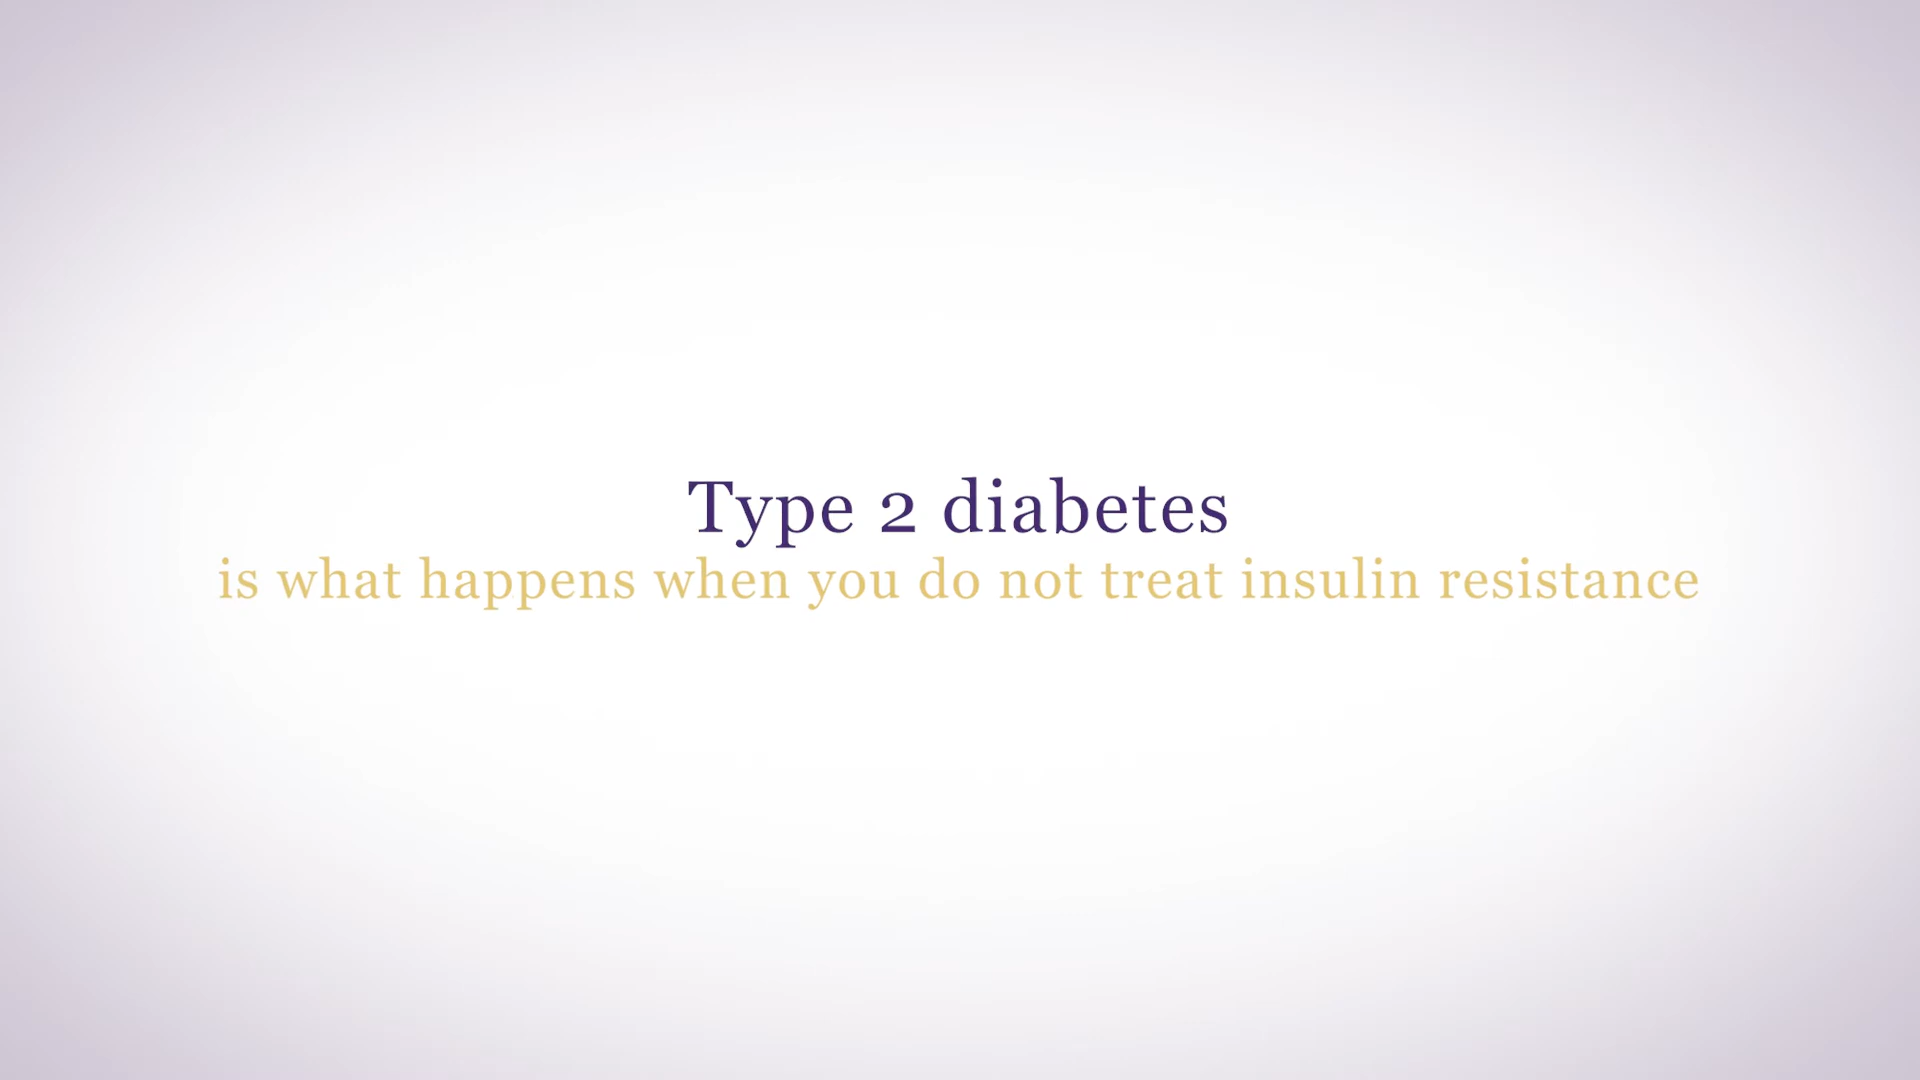 Type 2 diabetes
is what happens when you do not treat insulin resistance